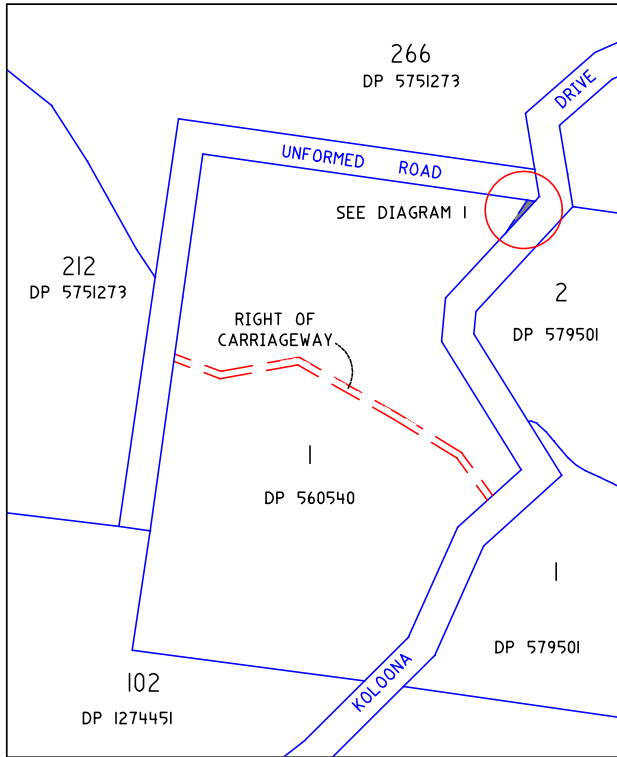 266
DP 5751273
DRIVE
UNFORMED ROAD
SEE DIAGRAM 1
212
DP 5751273
2
DP 579501
RIGHT OF
CARRIAGEWAY
1
DP 560540
1
DP 579501
KOLOONA
102
DP 1274451